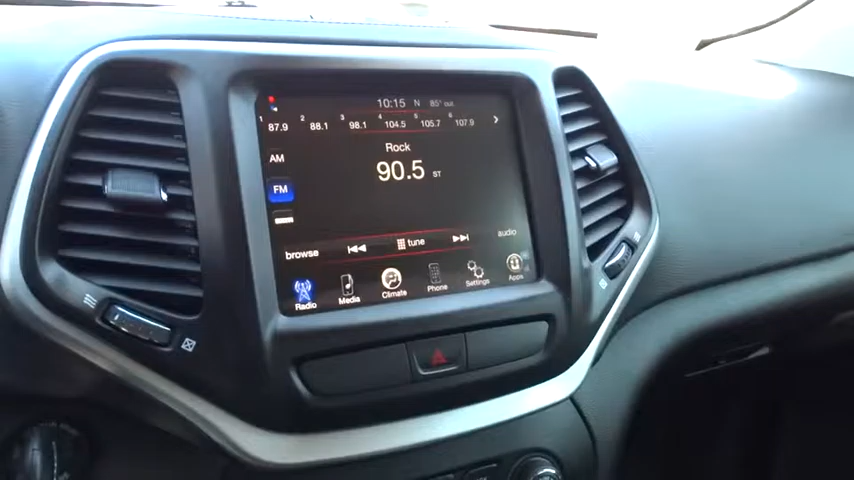 10:15 N 85° out
1 87.9 2 88.1 3 98.1 4 104.5 5 105.7 6 107.9
Rock
AM
90.5 ST
FM
browse tune audio
Radio Media Climate Phone Settings Apps